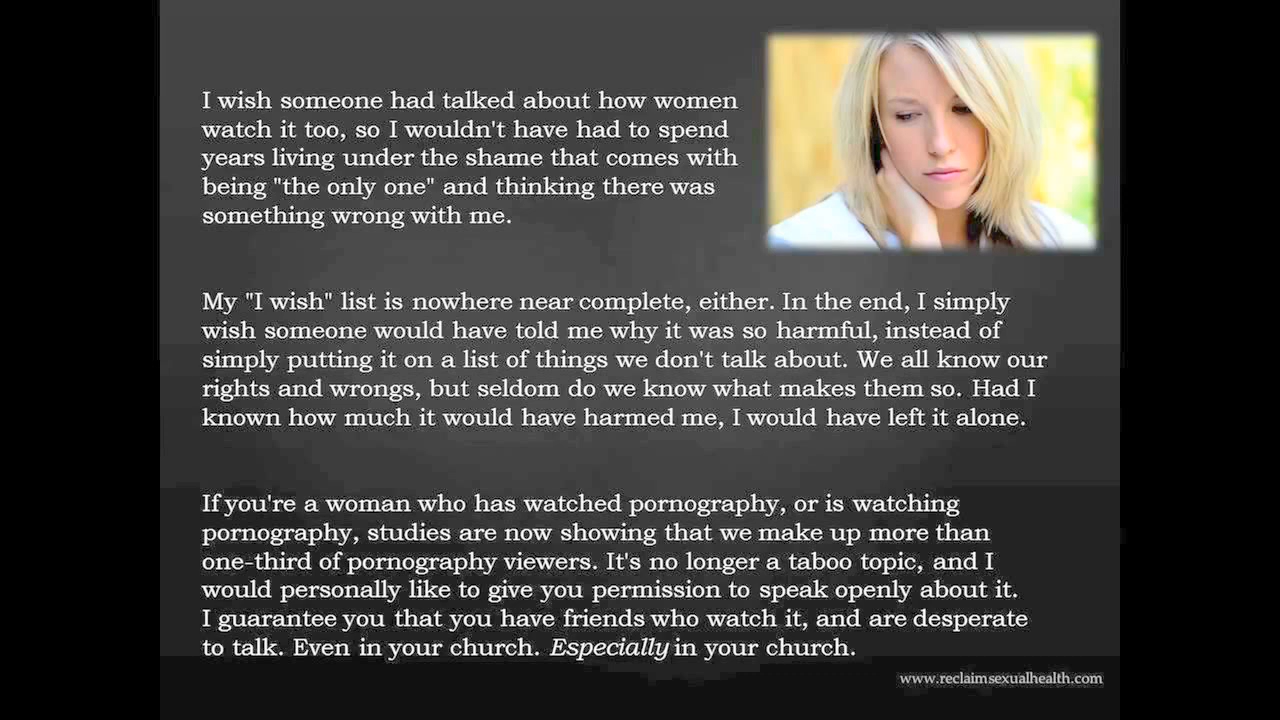 I wish someone had talked about how women
watch it too, so I wouldn't have had to spend
years living under the shame that comes with
being "the only one" and thinking there was
something wrong with me.
My "I wish" list is nowhere near complete, either. In the end, I simply
wish someone would have told me why it was so harmful, instead of
simply putting it on a list of things we don't talk about. We all know our
rights and wrongs, but seldom do we know what makes them so. Had I
known how much it would have harmed me, I would have left it alone.
If you're a woman who has watched pornography, or is watching
pornography, studies are now showing that we make up more than
one-third of pornography viewers. It's no longer a taboo topic, and I
would personally like to give you permission to speak openly about it.
I guarantee you that you have friends who watch it, and are desperate
to talk. Even in your church. Especially in your church.
www.reclaimsexualhealth.com